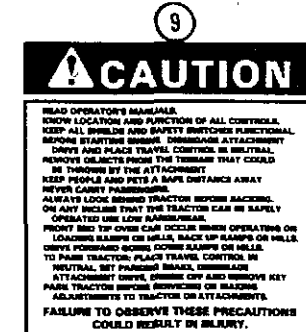 9
CAUTION
READ OPERATOR'S MANUALS.
KNOW LOCATION AND FUNCTION OF ALL CONTROLS.
KEEP ALL SHIELDS AND SAFETY SWITCHES FUNCTIONAL.
BEFORE STARTING ENGINE DISENGAGE ATTACHMENT
DRIVE AND PLACE TRAVEL CONTROL IN NEUTRAL.
REMOVE OBJECTS FROM THE TERRAIN THAT COULD
BE THROWN BY THE ATTACHMENT
KEEP PEOPLE AND PETS A SAFE DISTANCE AWAY
NEVER CARRY PASSENGERS.
ALWAYS LOOK BEHIND TRACTOR BEFORE BACKING.
ON ANY INCLINES THAT THE TRACTOR CAN BE SAFELY
OPERATED USE LOW
FRONT END TIP OVER CAN OCCUR WHEN OPERATING ON
LOADING RAMPS OR HILLS, BACK UP RAMPS OR HILLS.
DRIVE FORWARD GOING DOWN RAMPS OR HILLS.
TO PARK TRACTOR: PLACE TRAVEL CONTROL IN
NEUTRAL, SET PARKING BRAKE, DISENGAGE
ATTACHMENT DRIVE, ENGINE OFF AND REMOVE KEY
PARK TRACTOR BEFORE SERVICING OR MAKING
ADJUSTMENTS TO TRACTOR OR ATTACHMENT.
FAILURE TO OBSERVE THESE PRECAUTIONS
COULD RESULT IN INJURY.